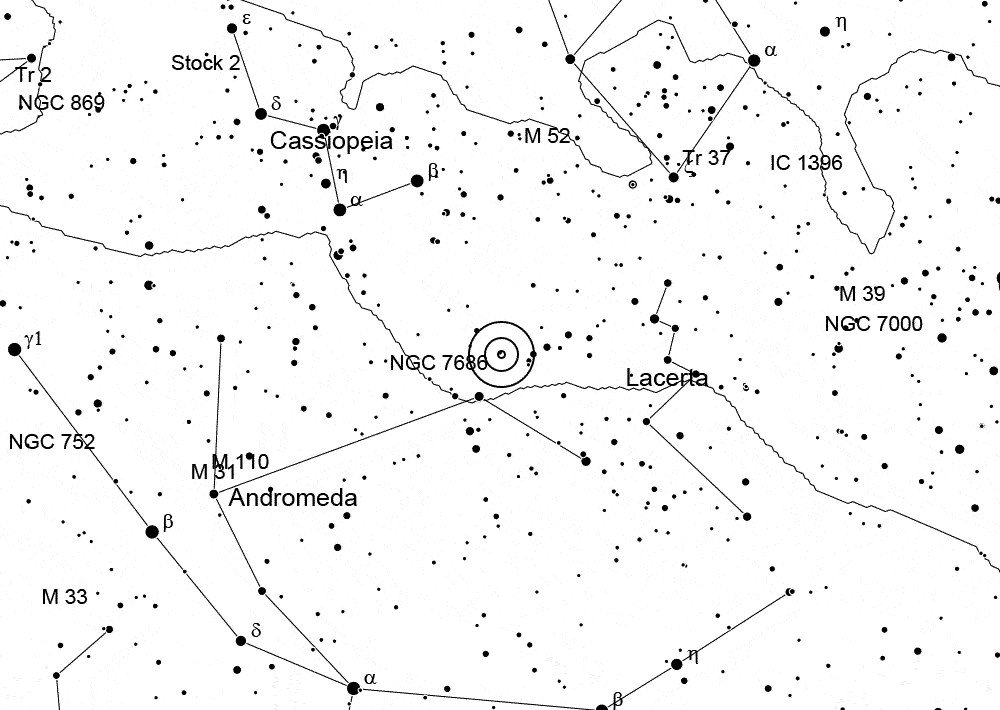 ε
η
α
Stock 2
Tr 2
NGC 869
δ
γ
Cassiopeia
M 52
Tr 37
ζ
IC 1396
η
β
α
M 39
NGC 7000
γ1
NGC 7686
Lacerta
NGC 752
M 110
M 31
Andromeda
β
M 33
δ
η
α
β